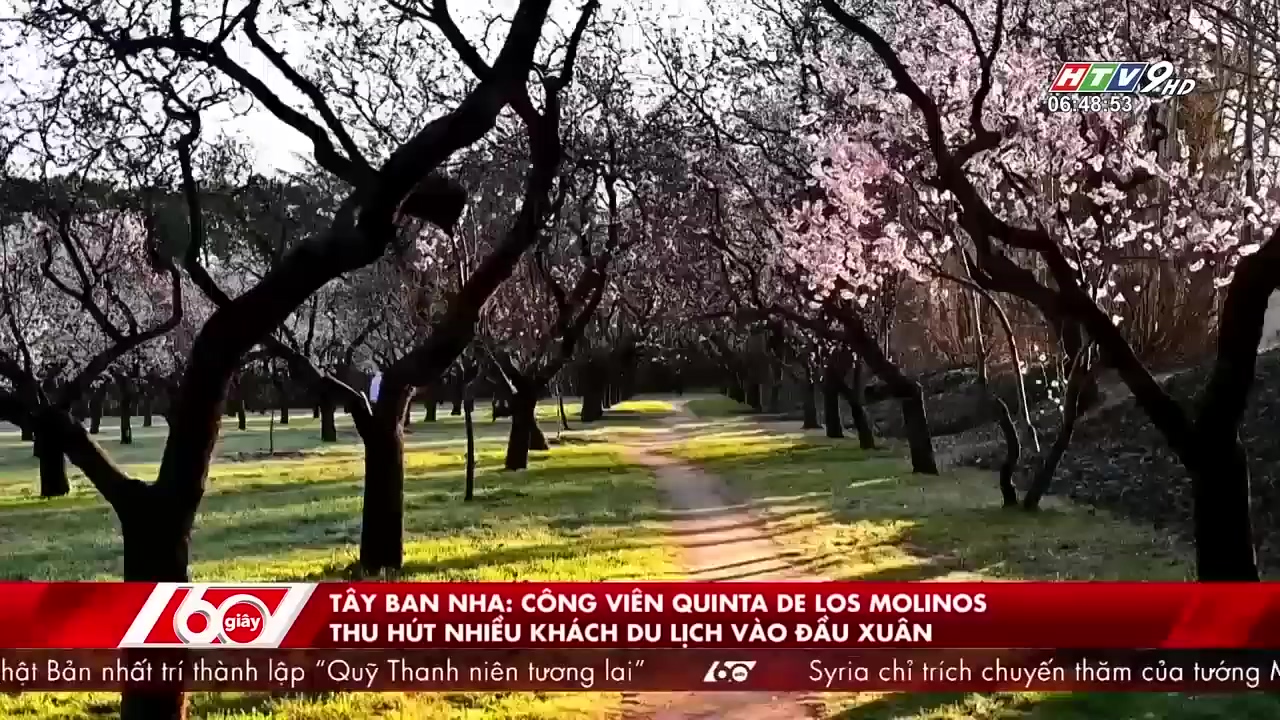 HTV9 HD
06:48:53
60 giây
TÂY BAN NHA: CÔNG VIÊN QUINTA DE LOS MOLINOS
THU HÚT NHIỀU KHÁCH DU LỊCH VÀO ĐẦU XUÂN
hật Bản nhất trí thành lập “Quỹ Thanh niên tương lai” 60 Syria chỉ trích chuyến thăm của tướng M